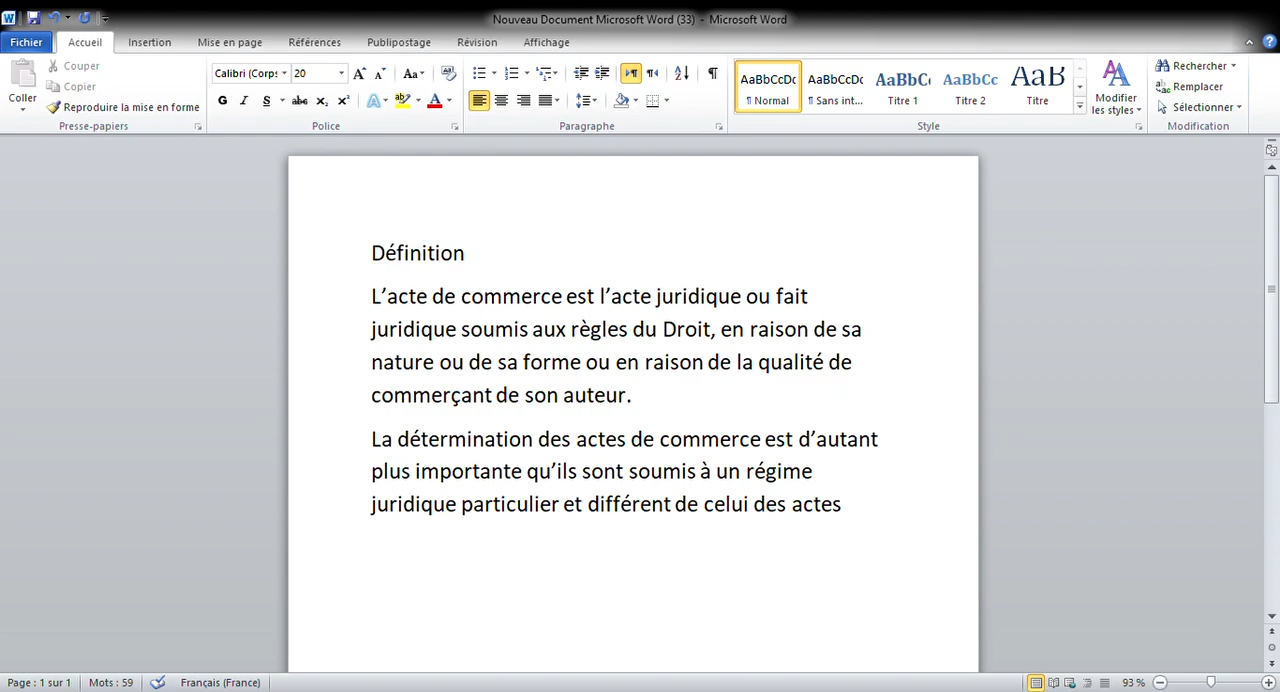 Nouveau Document Microsoft Word (33) - Microsoft Word
Fichier Accueil Insertion Mise en page Références Publipostage Révision Affichage
Coller
Couper
Copier
Reproduire la mise en forme
Presse-papiers
Calibri (Corps 20
G I S abc x₂ x²
Police
Paragraphe
AaBbCcDc AaBbCcDc AaBbC AaBbCc AaB
¶ Normal ¶ Sans int... Titre 1 Titre 2 Titre
Modifier
les styles
Style
Rechercher
Remplacer
Sélectionner
Modification
Définition
L’acte de commerce est l’acte juridique ou fait
juridique soumis aux règles du Droit, en raison de sa
nature ou de sa forme ou en raison de la qualité de
commerçant de son auteur.
La détermination des actes de commerce est d’autant
plus importante qu’ils sont soumis à un régime
juridique particulier et différent de celui des actes
Page : 1 sur 1 Mots : 59 Français (France) 93 %